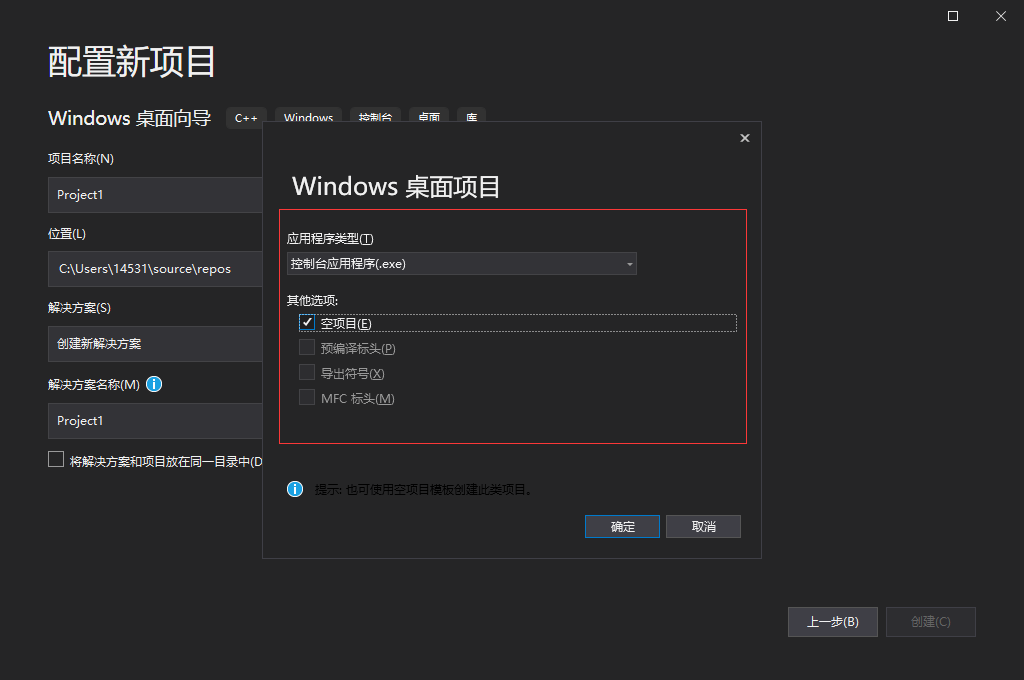 配置新项目
Windows 桌面向导 C++ Windows 控制台 桌面 库
项目名称(N)
Project1
位置(L)
C:\Users\14531\source\repos
解决方案(S)
创建新解决方案
解决方案名称(M)
Project1
将解决方案和项目放在同一目录中(D
Windows 桌面项目
应用程序类型(T)
控制台应用程序(.exe)
其他选项:
空项目(E)
预编译标头(P)
导出符号(X)
MFC 标头(M)
提示: 也可使用空项目模板创建此类项目。
确定 取消
上一步(B) 创建(C)